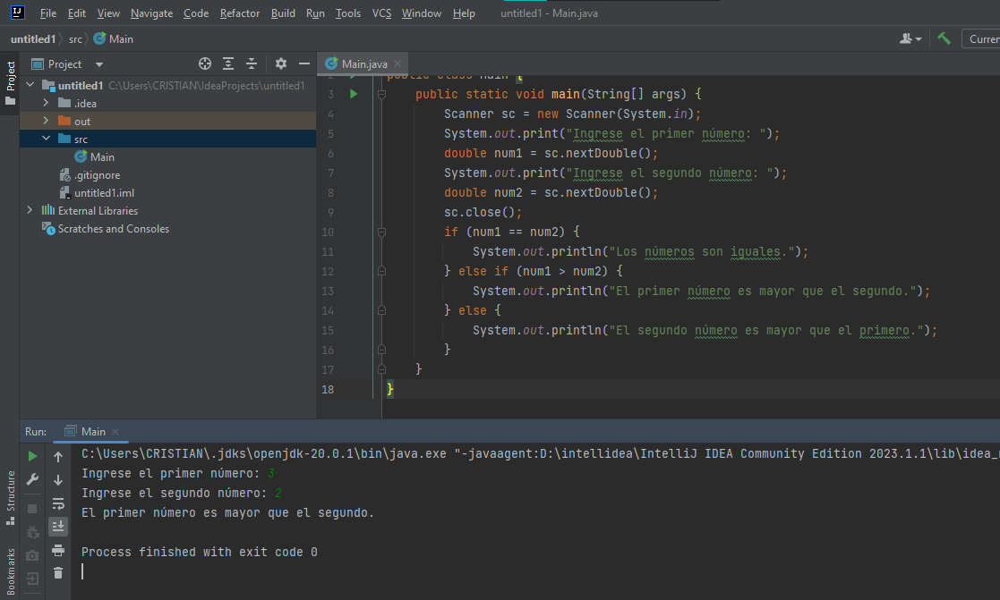 IJ File Edit View Navigate Code Refactor Build Run Tools VCS Window Help untitled1 - Main.java
untitled1 src Main
Curren
Project
Project
Main.java
untitled1 C:\Users\CRISTIAN\IdeaProjects\untitled1
.idea
out
src
Main
.gitignore
untitled1.iml
External Libraries
Scratches and Consoles
2 public class Main {
3 public static void main(String[] args) {
4 Scanner sc = new Scanner(System.in);
5 System.out.print("Ingrese el primer número: ");
6 double num1 = sc.nextDouble();
7 System.out.print("Ingrese el segundo número: ");
8 double num2 = sc.nextDouble();
9 sc.close();
10 if (num1 == num2) {
11 System.out.println("Los números son iguales.");
12 } else if (num1 > num2) {
13 System.out.println("El primer número es mayor que el segundo.");
14 } else {
15 System.out.println("El segundo número es mayor que el primero.");
16 }
17 }
18 }
Run: Main
C:\Users\CRISTIAN\.jdks\openjdk-20.0.1\bin\java.exe "-javaagent:D:\intellidea\IntelliJ IDEA Community Edition 2023.1.1\lib\idea_
Ingrese el primer número: 3
Ingrese el segundo número: 2
El primer número es mayor que el segundo.
Process finished with exit code 0
Structure
Bookmarks